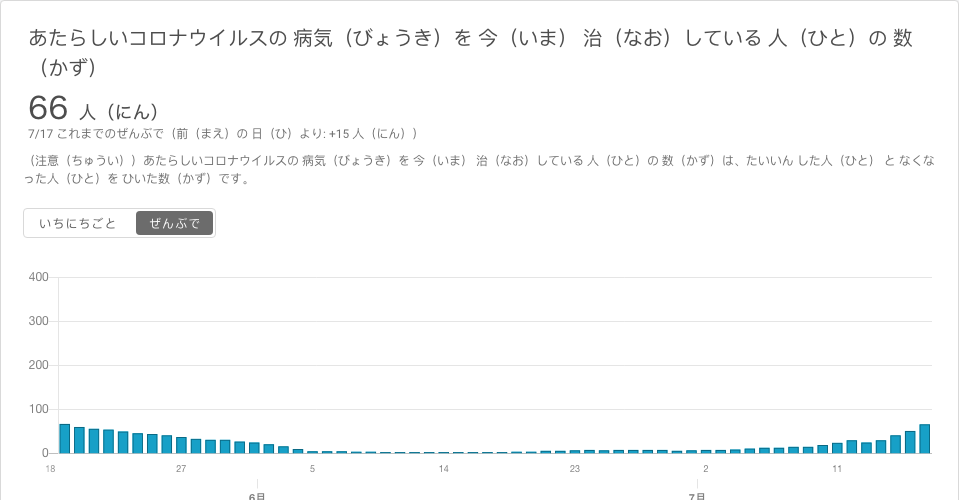 あたらしいコロナウイルスの 病気（びょうき）を 今（いま） 治（なお）している 人（ひと）の 数
（かず）
66 人（にん）
7/17 これまでのぜんぶで（前（まえ）の 日（ひ）より: +15 人（にん））
（注意（ちゅうい））あたらしいコロナウイルスの 病気（びょうき）を 今（いま） 治（なお）している 人（ひと）の 数（かず）は、たいいん した人（ひと） と なくな
った人（ひと）を ひいた数（かず）です。
いちにちごと ぜんぶで
400
300
200
100
0
18 27 5 14 23 2 11
6月 7月